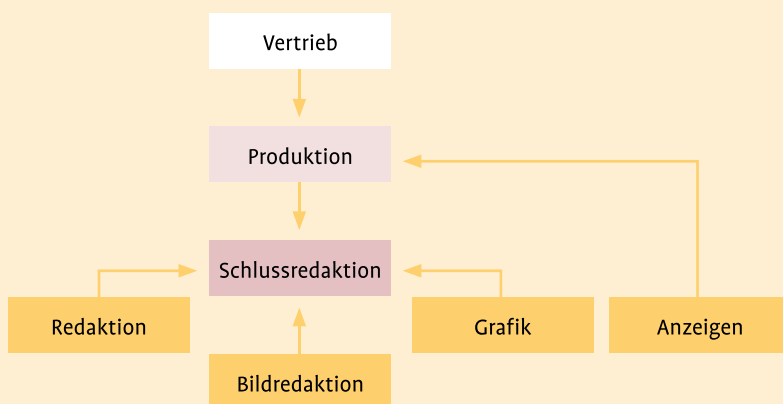 Vertrieb
Produktion
Schlussredaktion
Redaktion
Grafik
Anzeigen
Bildredaktion